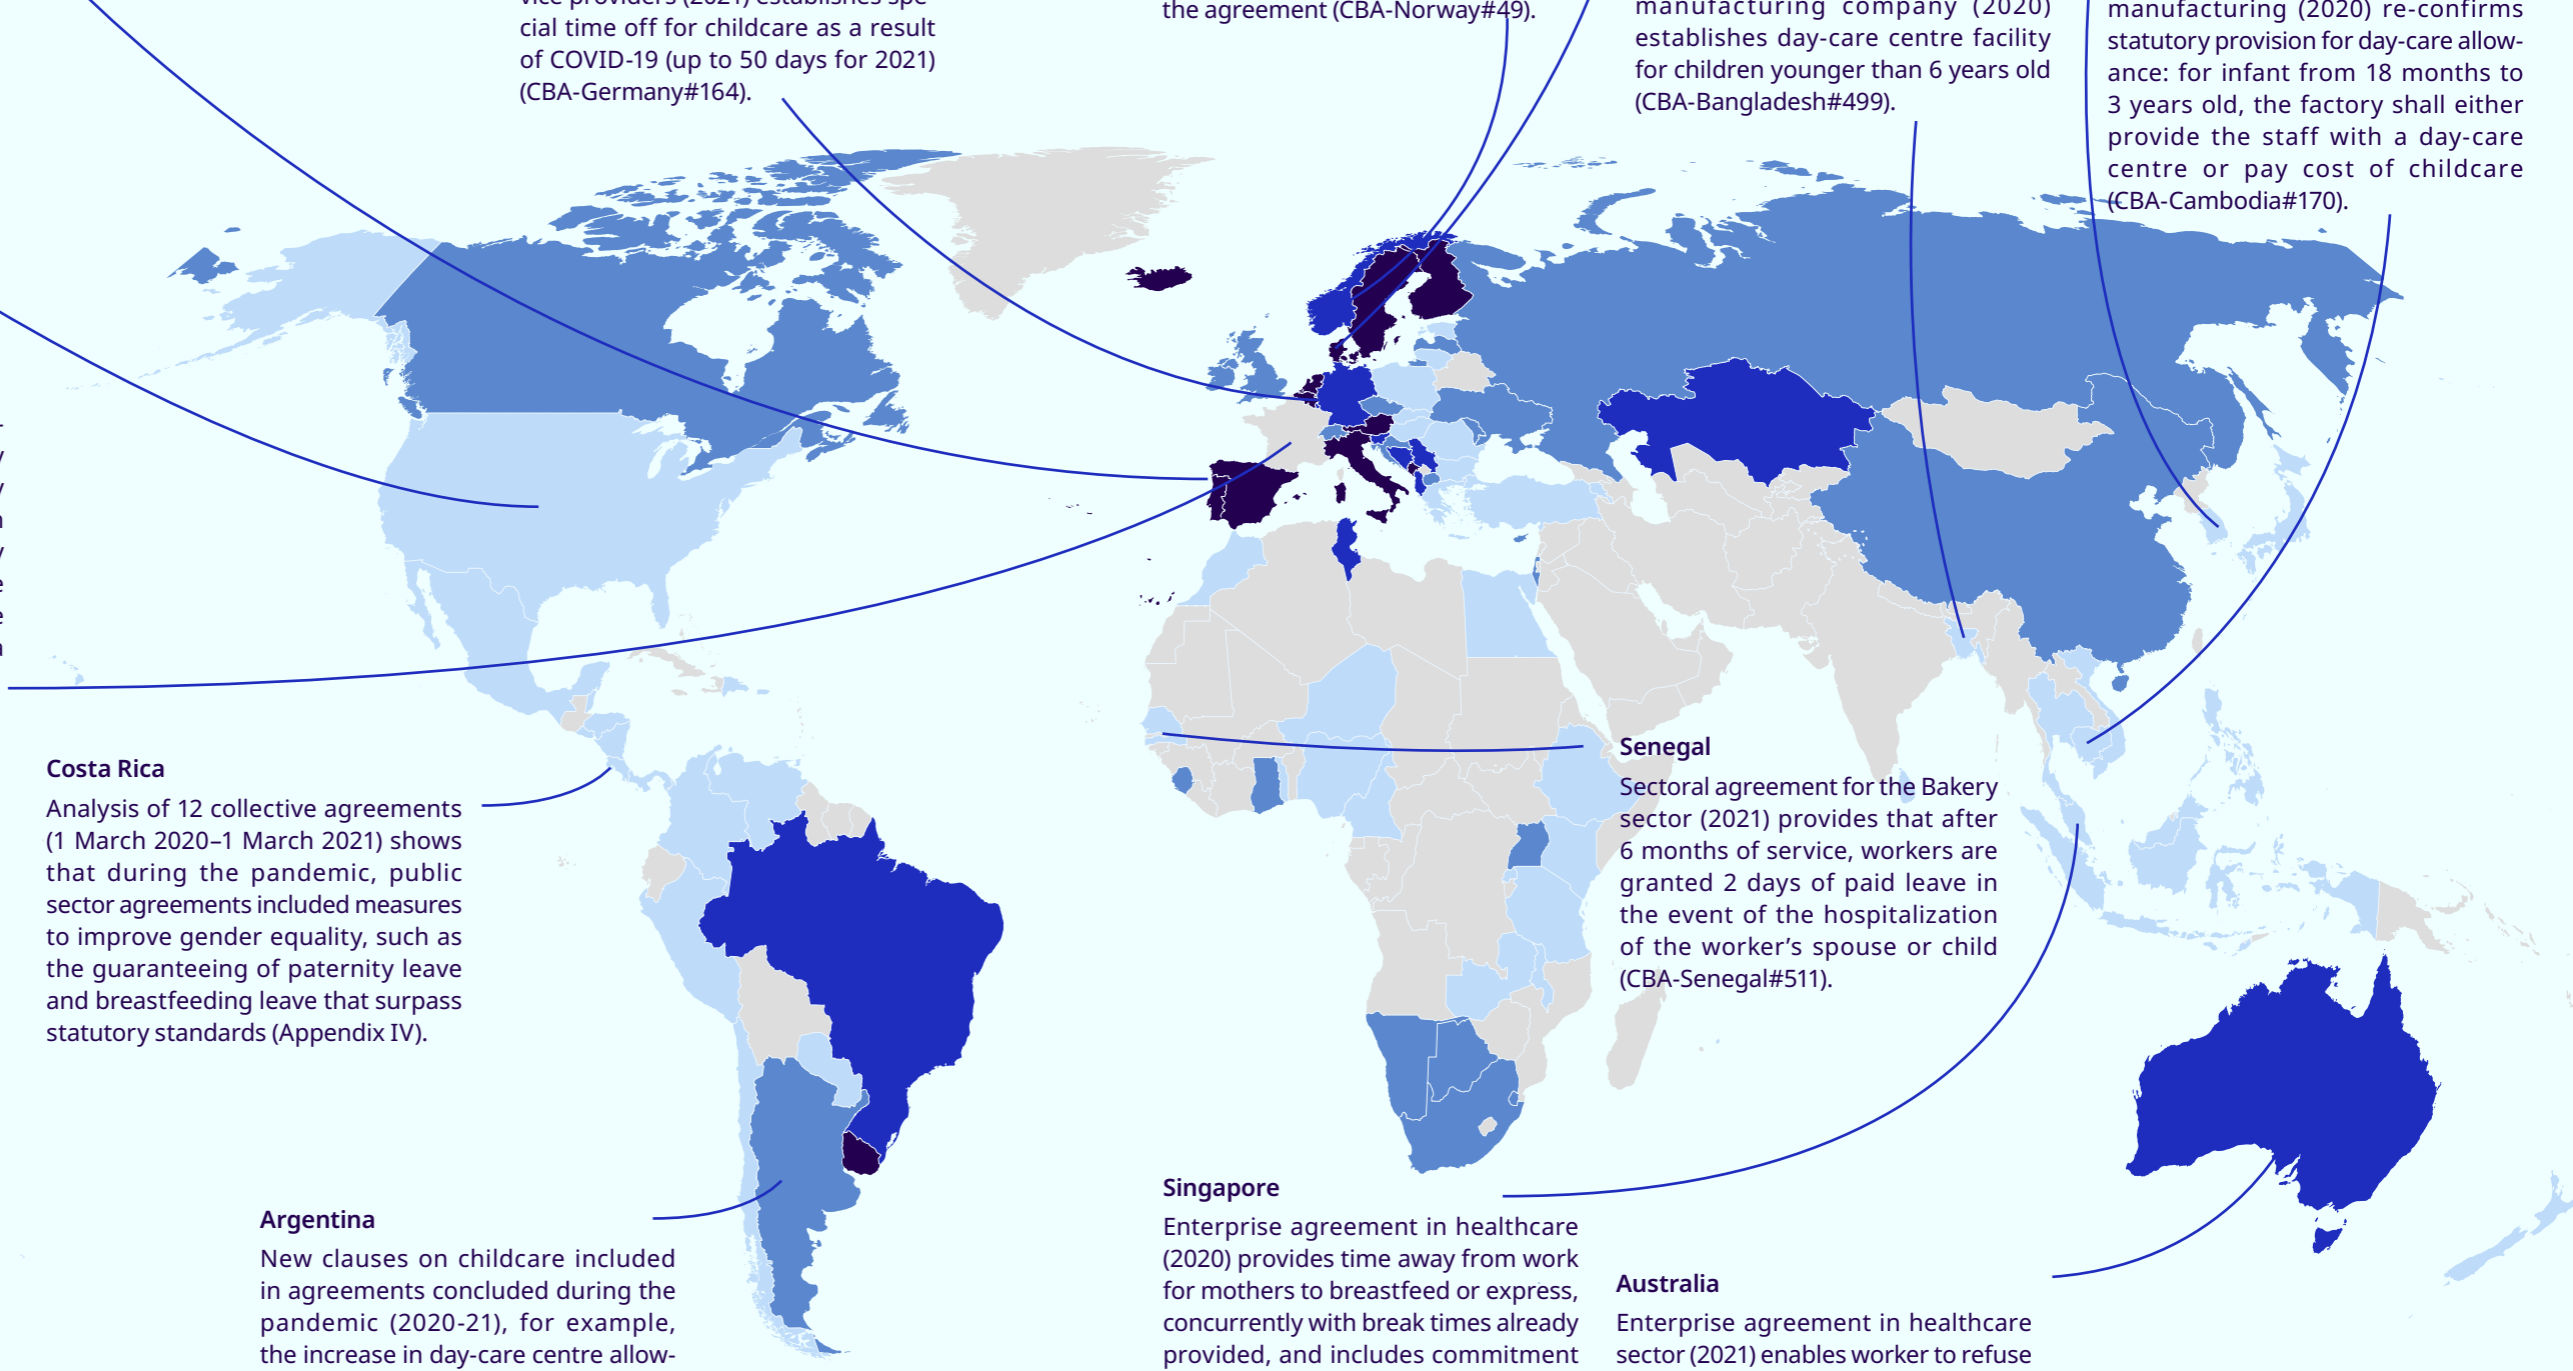 cial time off for childcare as a result
of COVID-19 (up to 50 days for 2021)
(CBA-Germany#164).
the agreement (CBA-Norway#49).
manufacturing company (2020)
establishes day-care centre facility
for children younger than 6 years old
(CBA-Bangladesh#499).
manufacturing (2020) re-confirms
statutory provision for day-care allow-
ance: for infant from 18 months to
3 years old, the factory shall either
provide the staff with a day-care
centre or pay cost of childcare
(CBA-Cambodia#170).
Costa Rica
Analysis of 12 collective agreements
(1 March 2020–1 March 2021) shows
that during the pandemic, public
sector agreements included measures
to improve gender equality, such as
the guaranteeing of paternity leave
and breastfeeding leave that surpass
statutory standards (Appendix IV).
Senegal
Sectoral agreement for the Bakery
sector (2021) provides that after
6 months of service, workers are
granted 2 days of paid leave in
the event of the hospitalization
of the worker's spouse or child
(CBA-Senegal#511).
Argentina
New clauses on childcare included
in agreements concluded during the
pandemic (2020-21), for example,
the increase in day-care centre allow-
Singapore
Enterprise agreement in healthcare
(2020) provides time away from work
for mothers to breastfeed or express,
concurrently with break times already
provided, and includes commitment
Australia
Enterprise agreement in healthcare
sector (2021) enables worker to refuse